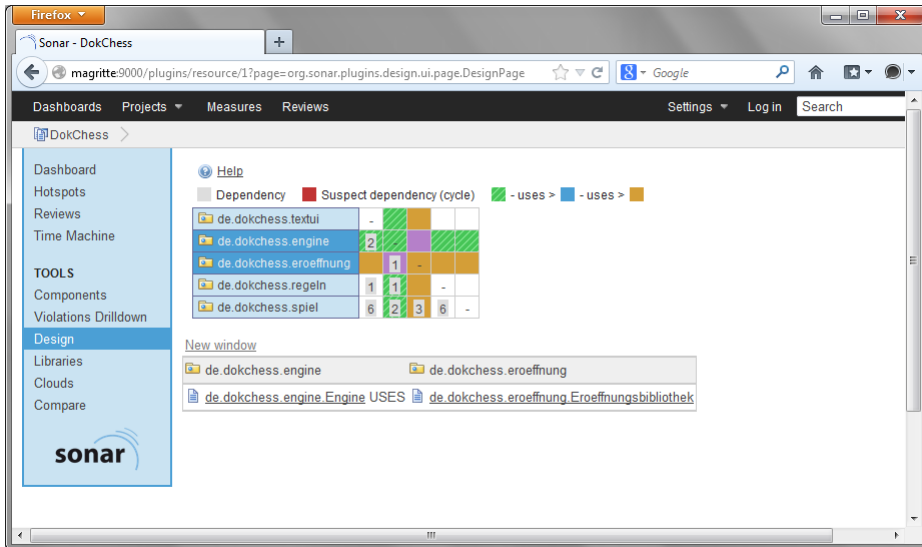 Firefox
Sonar - DokChess
+
magritte:9000/plugins/resource/1?page=org.sonar.plugins.design.ui.page.DesignPage
8 Google
Dashboards Projects Measures Reviews Settings Log in Search
DokChess
Dashboard
Hotspots
Reviews
Time Machine
TOOLS
Components
Violations Drilldown
Design
Libraries
Clouds
Compare
sonar
Help
Dependency Suspect dependency (cycle) - uses > - uses >
de.dokchess.textui -
de.dokchess.engine 2 -
de.dokchess.eroeffnung 1 -
de.dokchess.regeln 1 1 -
de.dokchess.spiel 6 2 3 6 -
New window
de.dokchess.engine de.dokchess.eroeffnung
de.dokchess.engine.Engine USES de.dokchess.eroeffnung.Eroeffnungsbibliothek